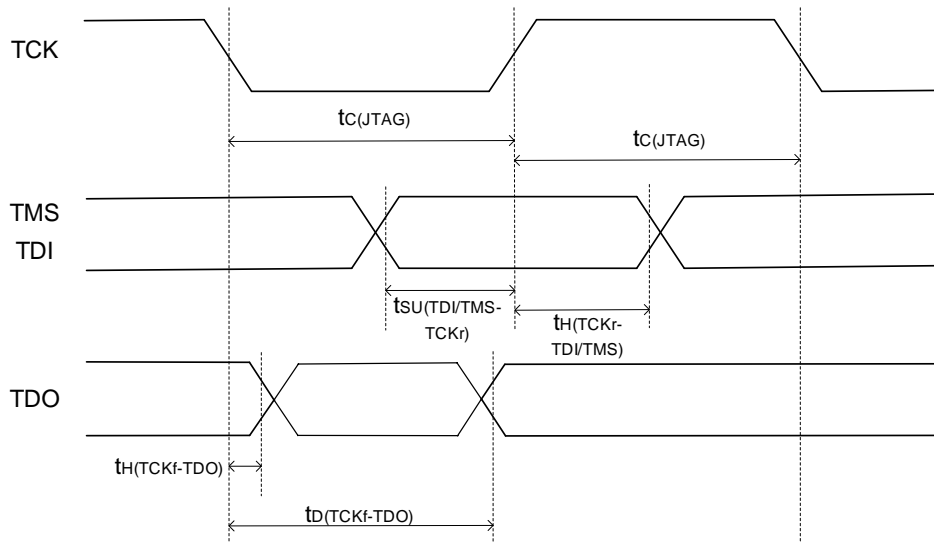 TCK
tC(JTAG)
tC(JTAG)
TMS
TDI
tSU(TDI/TMS-
TCKr)
tH(TCKr-
TDI/TMS)
TDO
tH(TCKf-TDO)
tD(TCKf-TDO)